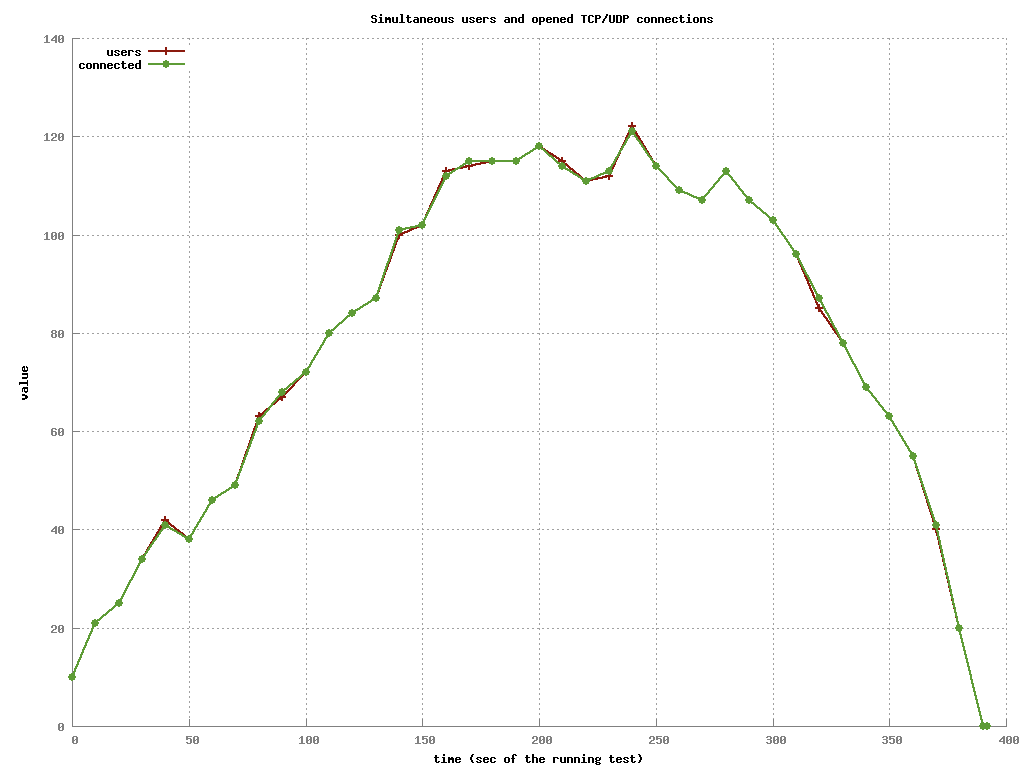 Simultaneous users and opened TCP/UDP connections
140
users
connected
120
100
80
value
60
40
20
0
0 50 100 150 200 250 300 350 400
time (sec of the running test)